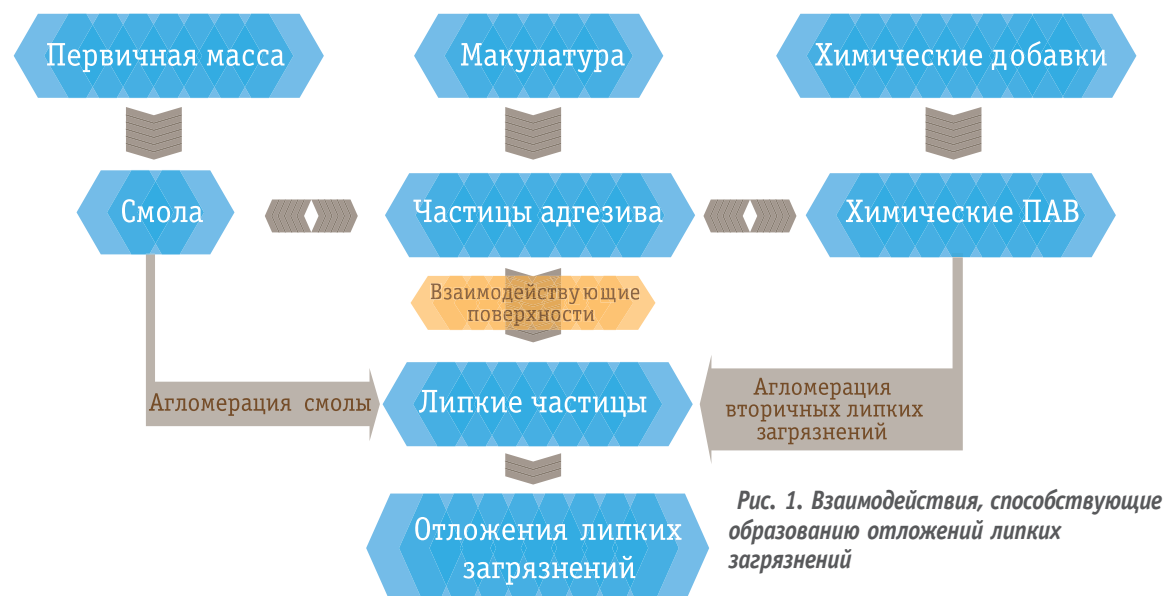 Первичная масса
Макулатура
Химические добавки
Смола
Частицы адгезива
Химические ПАВ
Взаимодействующие
поверхности
Агломерация смолы
Липкие частицы
Агломерация
вторичных липких
загрязнений
Отложения липких
загрязнений
Рис. 1. Взаимодействия, способствующие
образованию отложений липких
загрязнений